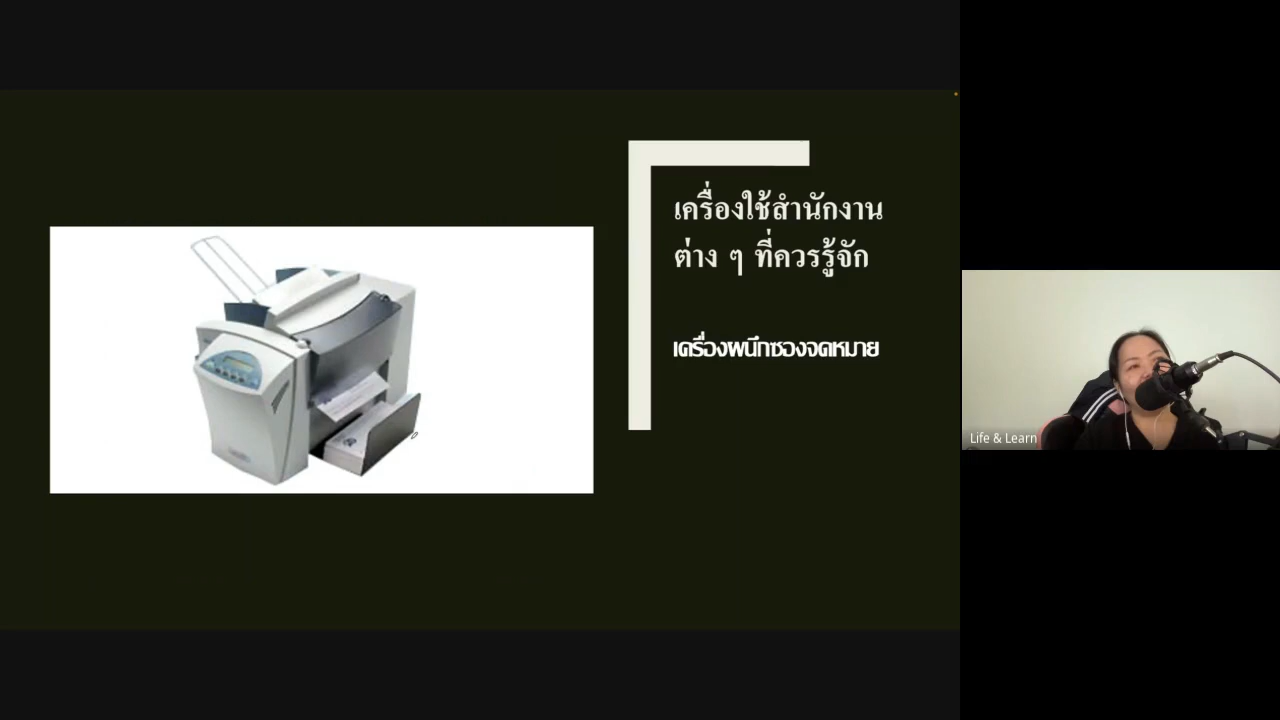 เครื่องใช้สำนักงาน
ต่าง ๆ ที่ควรรู้จัก
เครื่องผนึกซองจดหมาย
Life & Learn